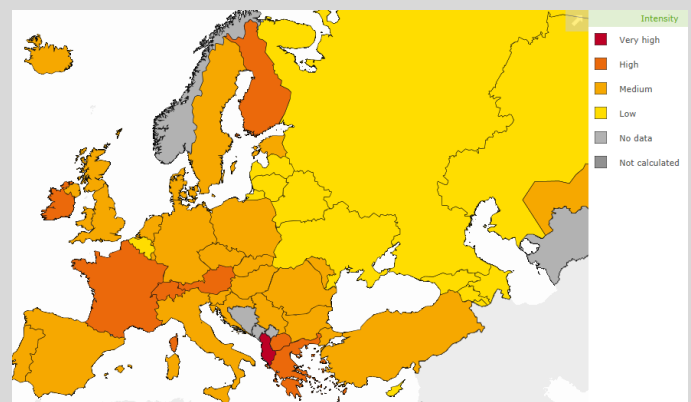 Intensity
Very high
High
Medium
Low
No data
Not calculated